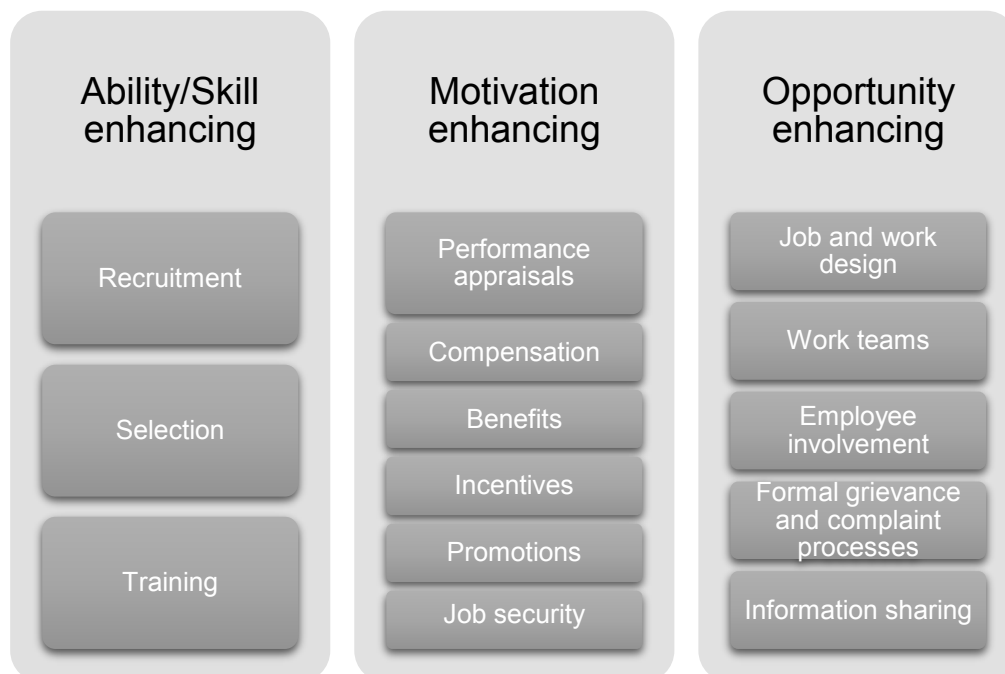 Ability/Skill
enhancing
Recruitment
Selection
Training
Motivation
enhancing
Performance
appraisals
Compensation
Benefits
Incentives
Promotions
Job security
Opportunity
enhancing
Job and work
design
Work teams
Employee
involvement
Formal grievance
and complaint
processes
Information sharing